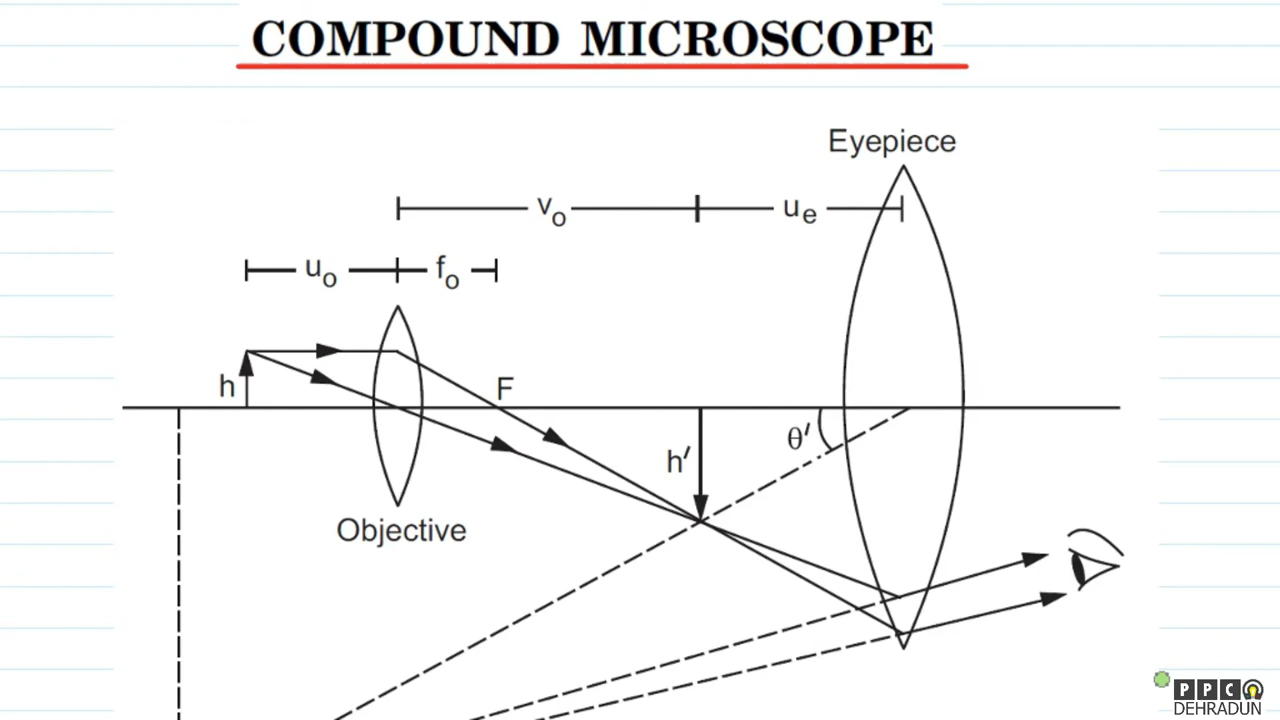 COMPOUND MICROSCOPE
Eyepiece
vo
ue
uo
fo
h
F
θ′
h′
Objective
PPC
DEHRADUN